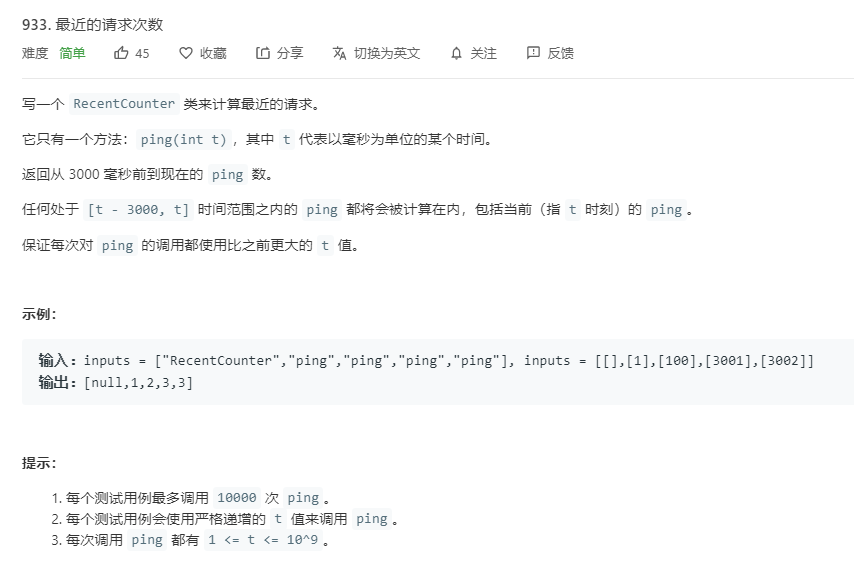 933. 最近的请求次数
难度 简单 45 收藏 分享 切换为英文 关注 反馈
写一个 RecentCounter 类来计算最近的请求。
它只有一个方法：ping(int t)，其中 t 代表以毫秒为单位的某个时间。
返回从 3000 毫秒前到现在的 ping 数。
任何处于 [t - 3000, t] 时间范围之内的 ping 都将会被计算在内，包括当前（指 t 时刻）的 ping。
保证每次对 ping 的调用都使用比之前更大的 t 值。
示例：
输入：inputs = ["RecentCounter","ping","ping","ping","ping"], inputs = [[],[1],[100],[3001],[3002]]
输出：[null,1,2,3,3]
提示：
1. 每个测试用例最多调用 10000 次 ping。
2. 每个测试用例会使用严格递增的 t 值来调用 ping。
3. 每次调用 ping 都有 1 <= t <= 10^9。